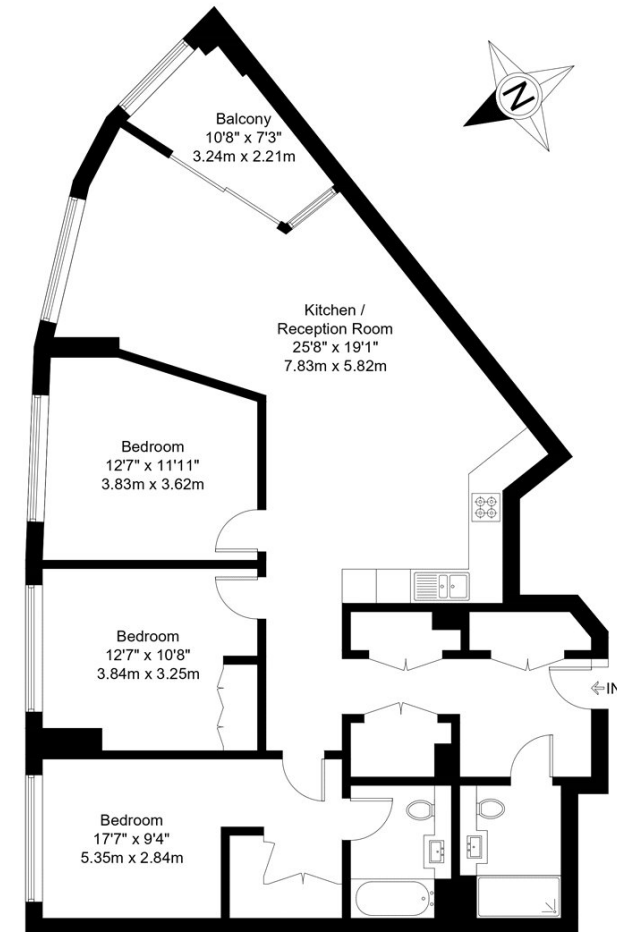 Balcony
10'8" x 7'3"
3.24m x 2.21m
N
Kitchen /
Reception Room
25'8" x 19'1"
7.83m x 5.82m
Bedroom
12'7" x 11'11"
3.83m x 3.62m
Bedroom
12'7" x 10'8"
3.84m x 3.25m
IN
Bedroom
17'7" x 9'4"
5.35m x 2.84m